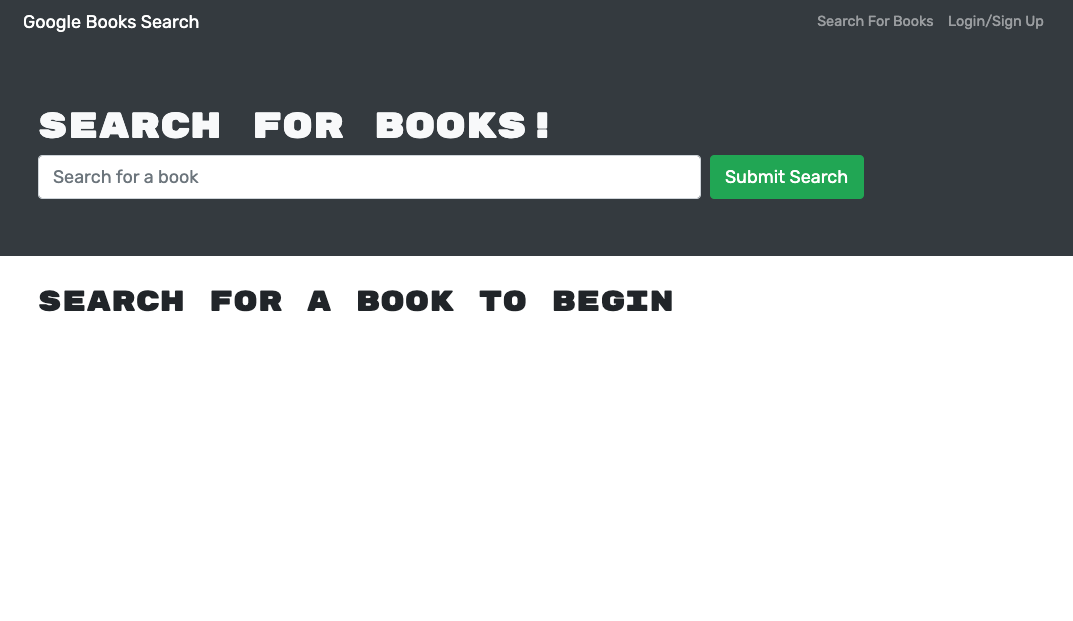 Google Books Search
Search For Books
Login/Sign Up
SEARCH FOR BOOKS!
Search for a book
Submit Search
SEARCH FOR A BOOK TO BEGIN